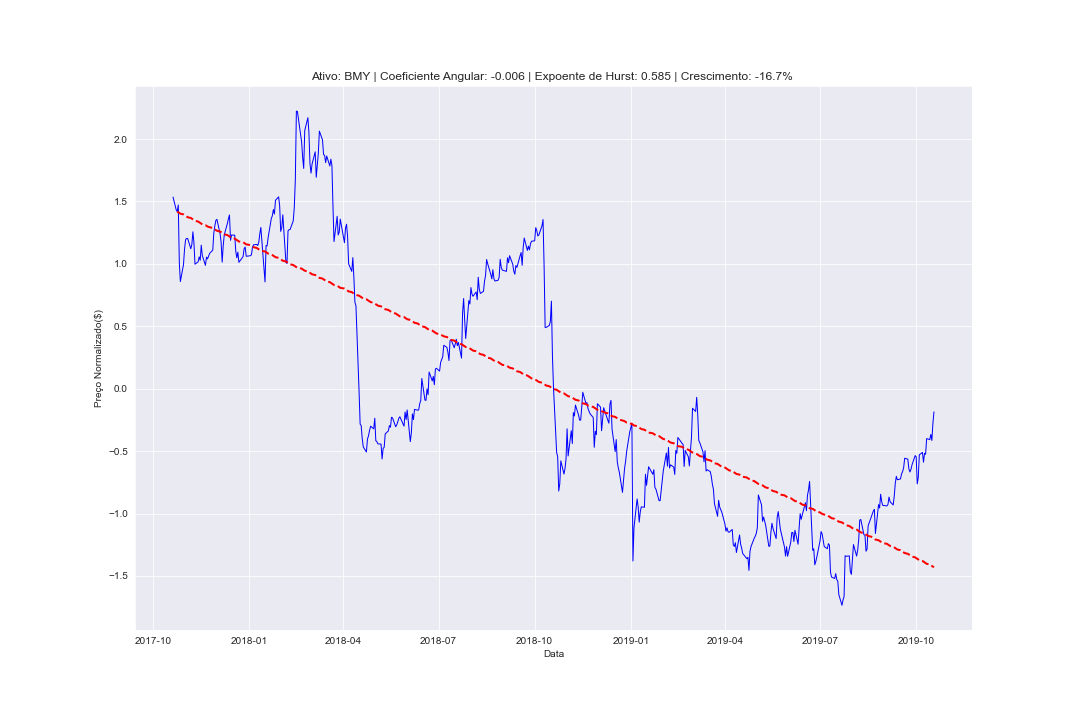 Ativo: BMY | Coeficiente Angular: -0.006 | Expoente de Hurst: 0.585 | Crescimento: -16.7%
Preço Normalizado($)
2.0
1.5
1.0
0.5
0.0
−0.5
−1.0
−1.5
2017-10 2018-01 2018-04 2018-07 2018-10 2019-01 2019-04 2019-07 2019-10
Data